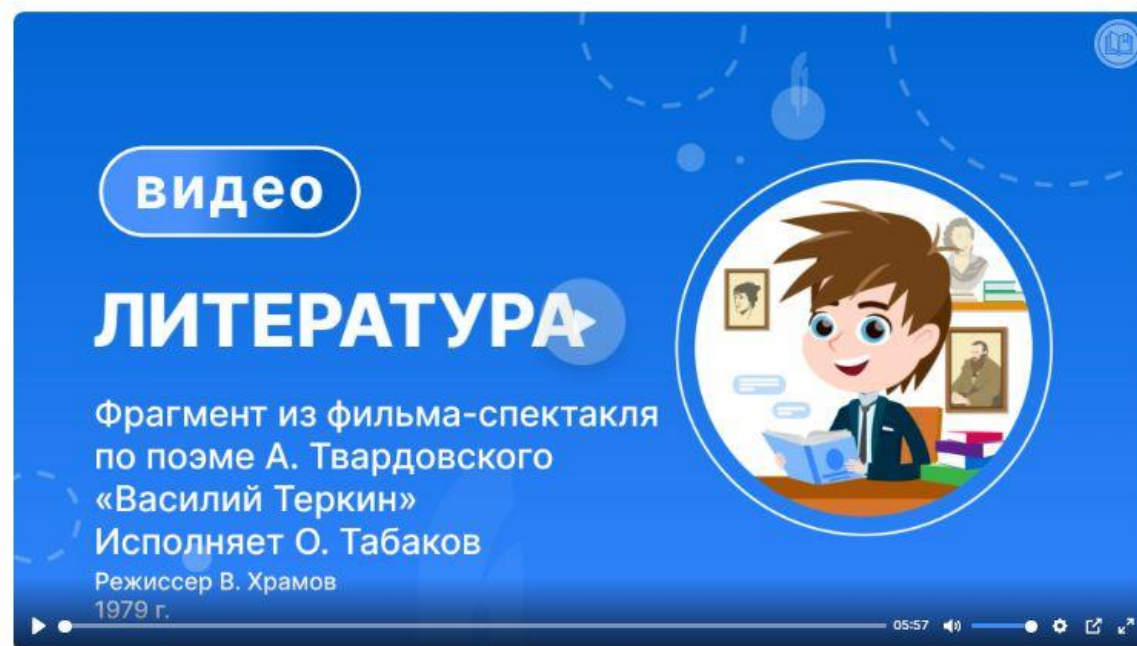 видео
ЛИТЕРАТУРА
Фрагмент из фильма-спектакля
по поэме А. Твардовского
«Василий Теркин»
Исполняет О. Табаков
Режиссер В. Храмов
1979 г.
05:57